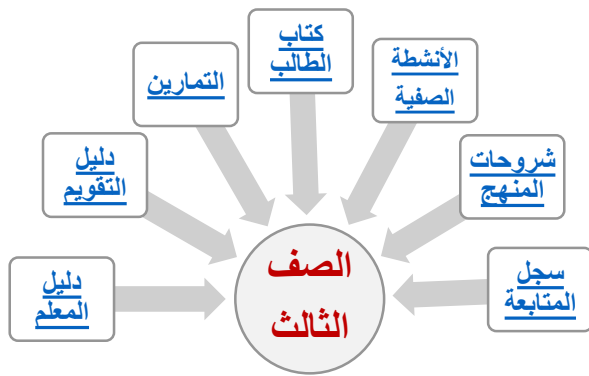 كتاب
الطالب
الأنشطة
الصفية
التمارين
شروحات
المنهج
دليل
التقويم
سجل
المتابعة
دليل
المعلم
الصف
الثالث